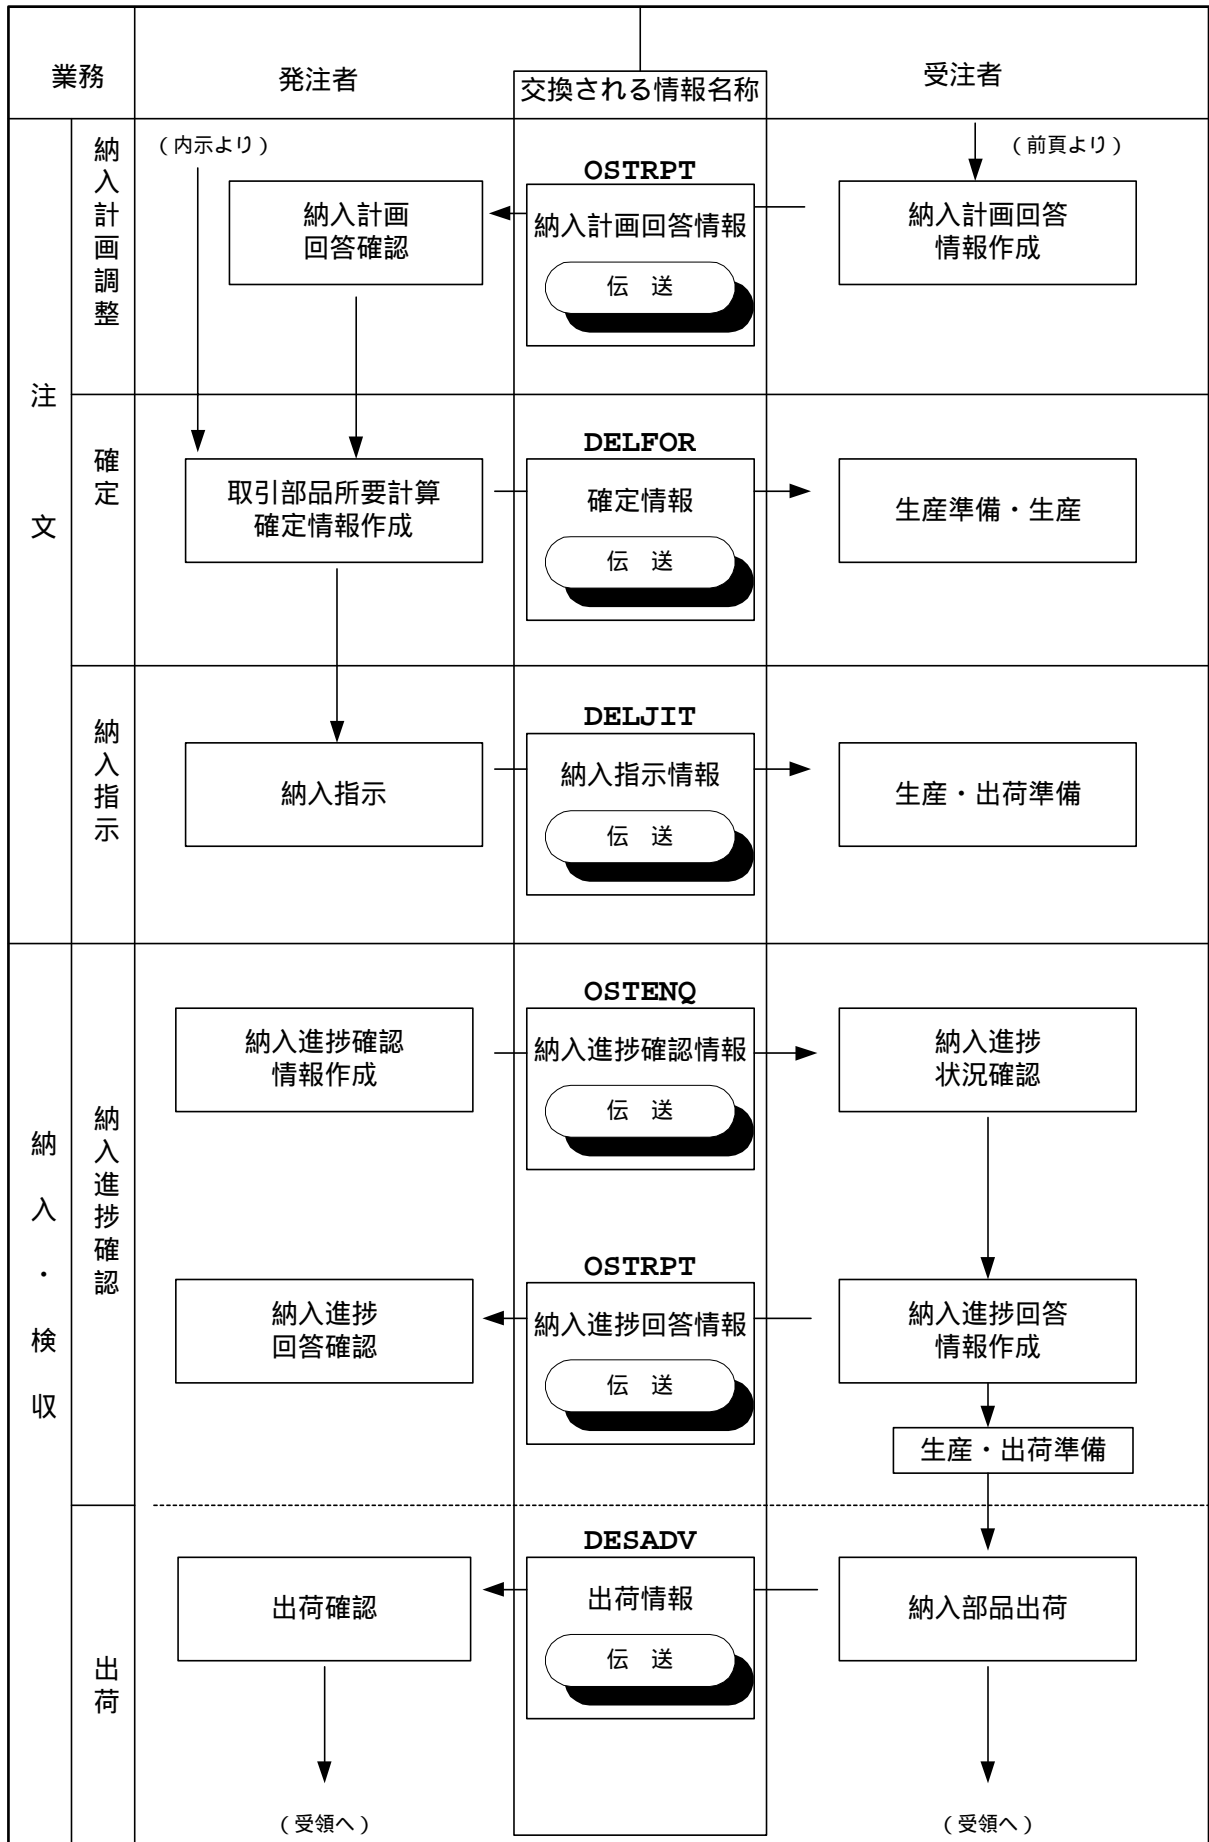 業務
発注者
交換される情報名称
受注者
注文
納入計画調整
（内示より）
（前頁より）
OSTRPT
納入計画
回答確認
納入計画回答情報
伝　送
納入計画回答
情報作成
確定
DELFOR
取引部品所要計算
確定情報作成
確定情報
伝　送
生産準備・生産
納入指示
DELJIT
納入指示
納入指示情報
伝　送
生産・出荷準備
納入・検収
納入進捗確認
OSTENQ
納入進捗確認
情報作成
納入進捗確認情報
伝　送
納入進捗
状況確認
OSTRPT
納入進捗
回答確認
納入進捗回答情報
伝　送
納入進捗回答
情報作成
生産・出荷準備
出荷
DESADV
出荷確認
出荷情報
伝　送
納入部品出荷
（受領へ）
（受領へ）